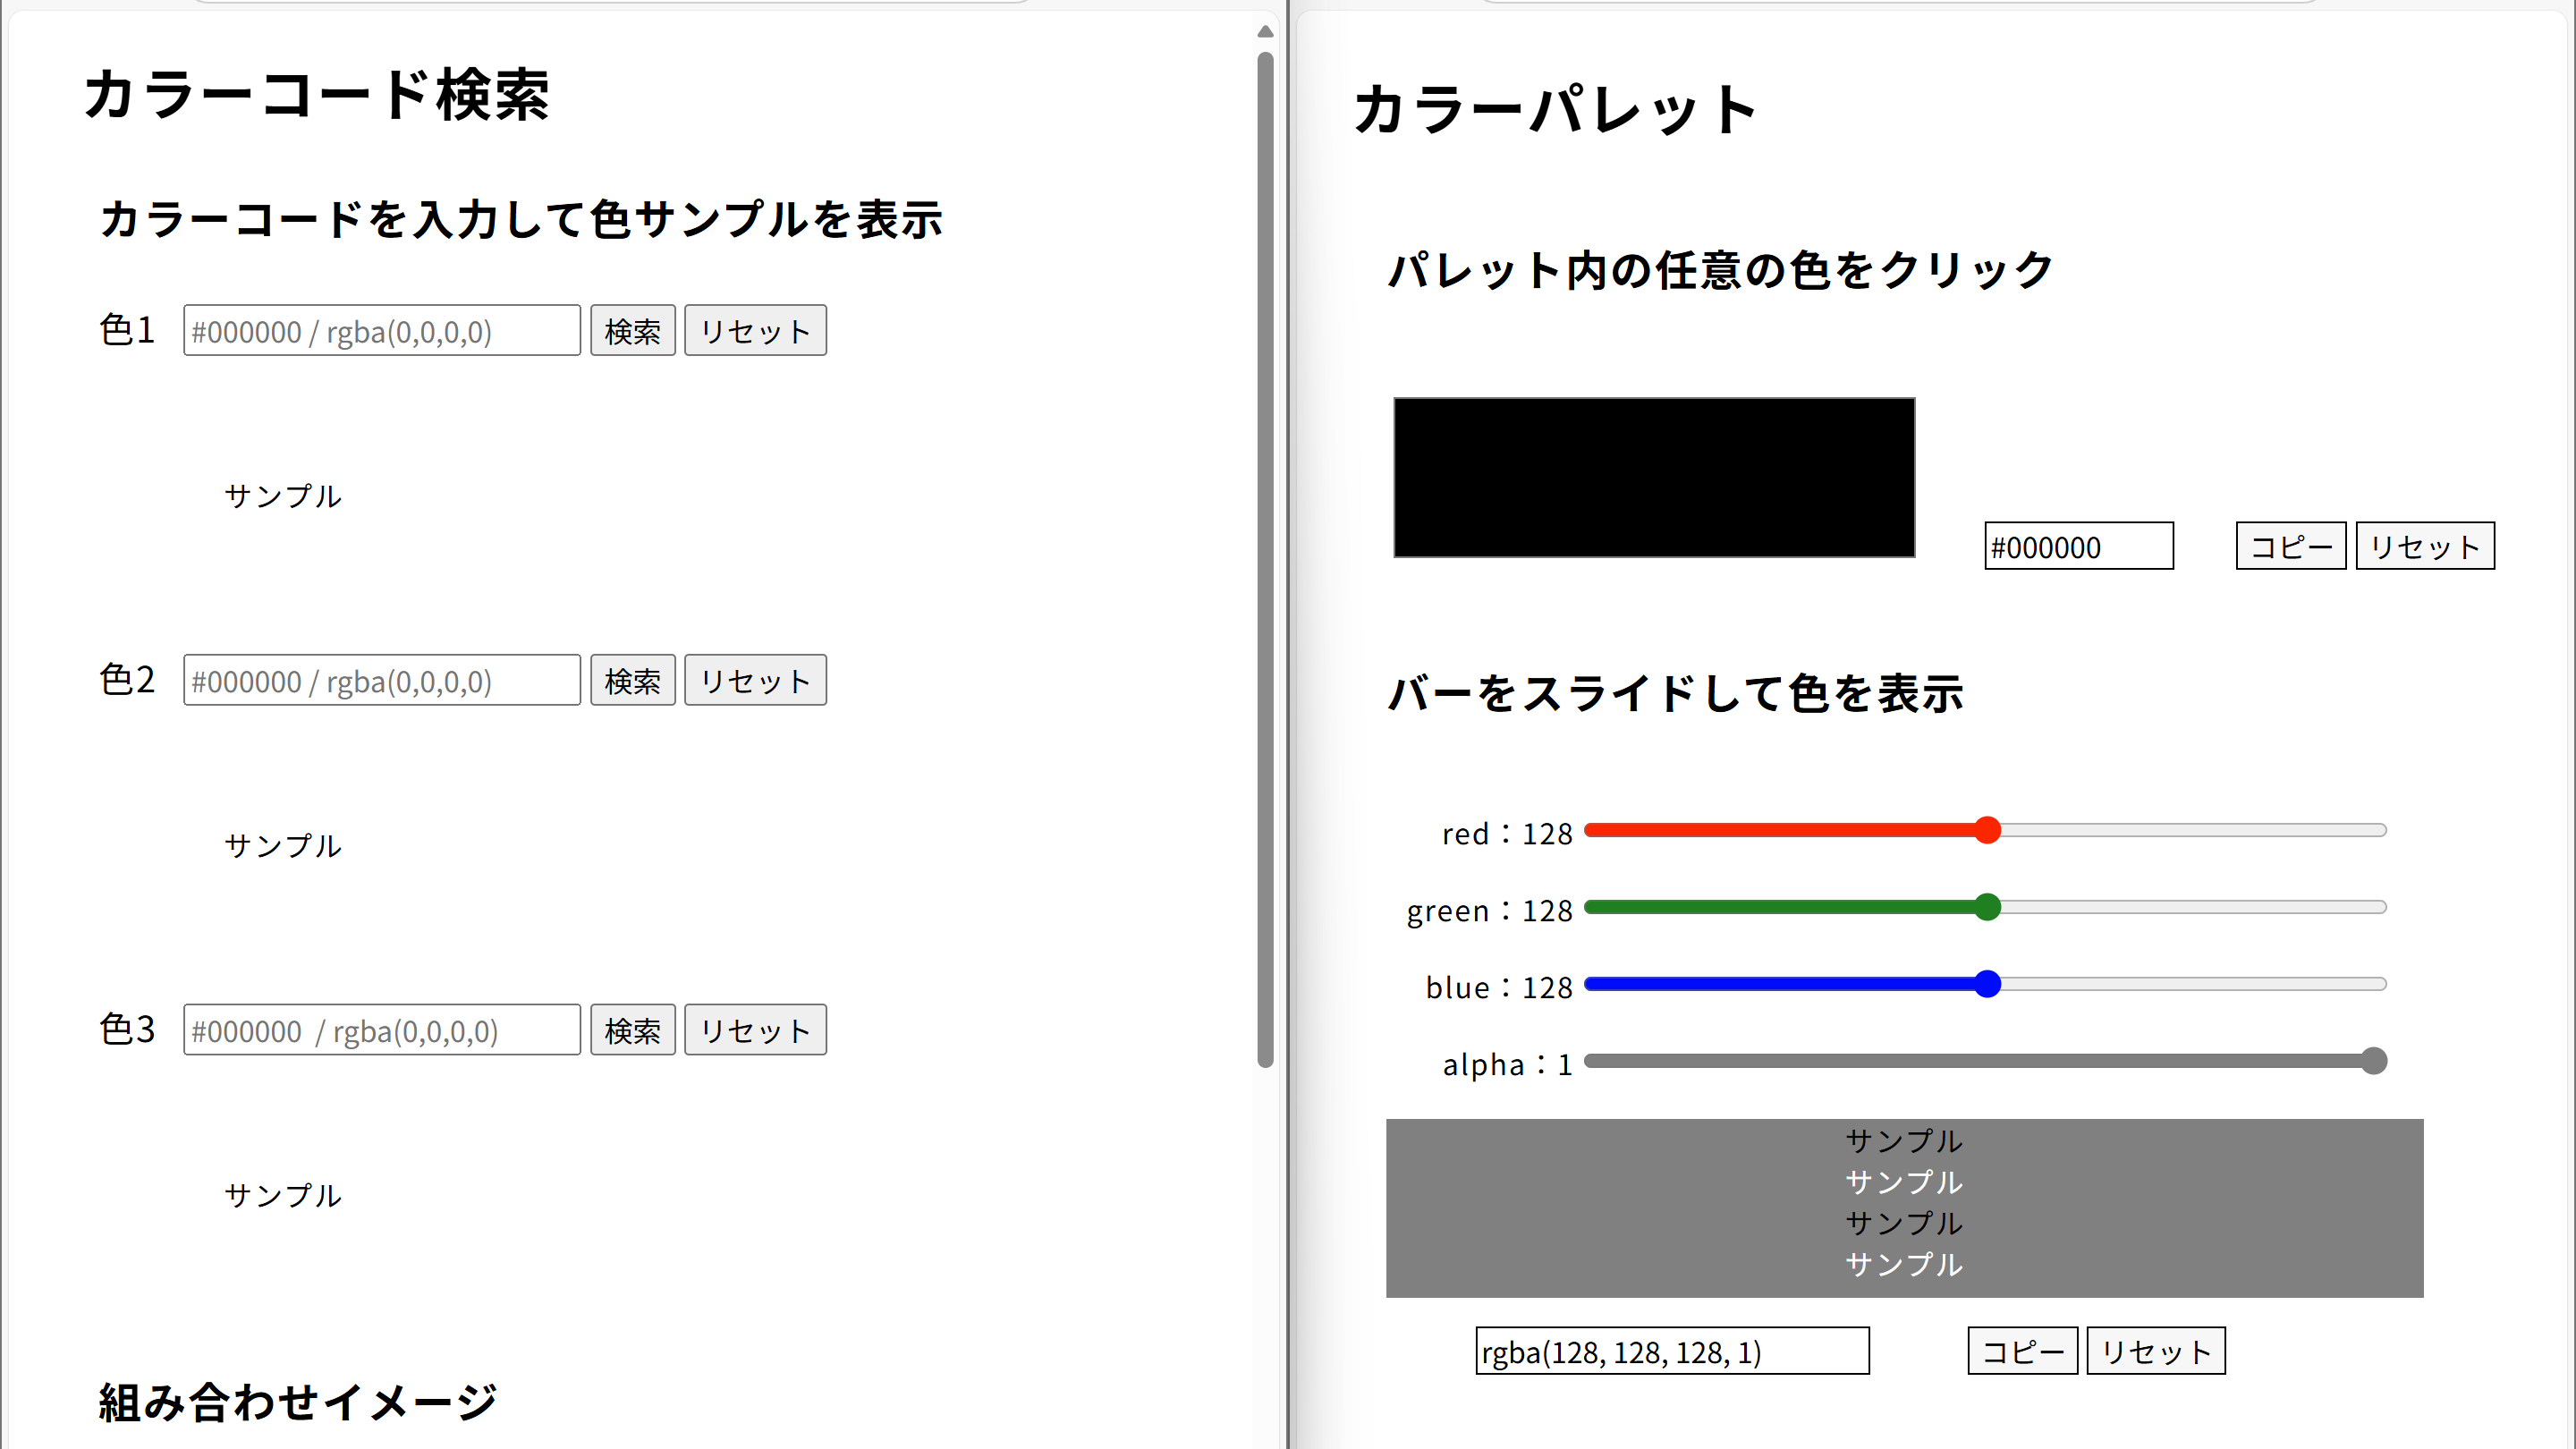 カラーコード検索
カラーコードを入力して色サンプルを表示
色1 #000000 / rgba(0,0,0,0) 検索 リセット
サンプル
色2 #000000 / rgba(0,0,0,0) 検索 リセット
サンプル
色3 #000000 / rgba(0,0,0,0) 検索 リセット
サンプル
組み合わせイメージ
カラーパレット
パレット内の任意の色をクリック
#000000 コピー リセット
バーをスライドして色を表示
red：128
green：128
blue：128
alpha：1
サンプル
サンプル
サンプル
サンプル
rgba(128, 128, 128, 1) コピー リセット